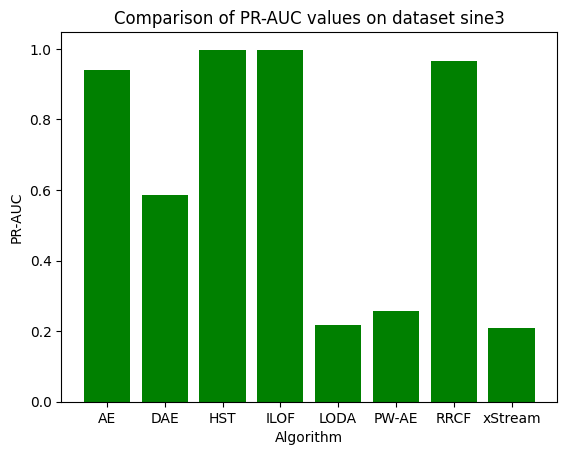 Comparison of PR-AUC values on dataset sine3
PR-AUC
1.0
0.8
0.6
0.4
0.2
0.0
AE DAE HST ILOF LODA PW-AE RRCF xStream
Algorithm